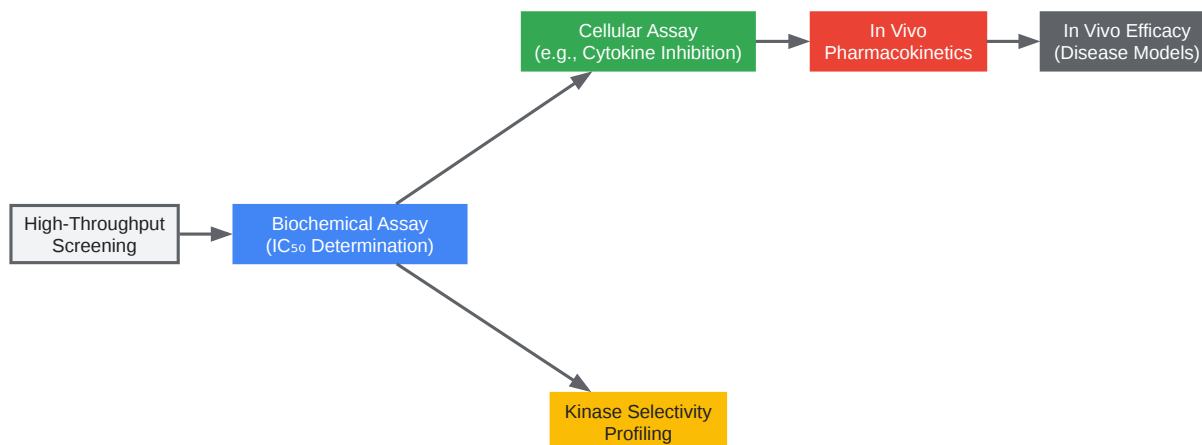 High-Throughput
Screening
Biochemical Assay
(IC₅₀ Determination)
Cellular Assay
(e.g., Cytokine Inhibition)
In Vivo
Pharmacokinetics
In Vivo Efficacy
(Disease Models)
Kinase Selectivity
Profiling